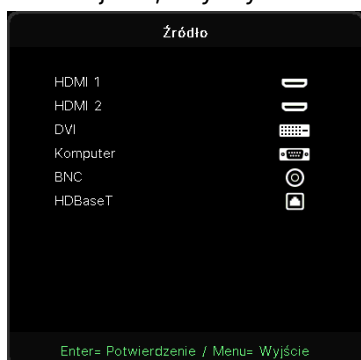 Źródło
HDMI 1
HDMI 2
DVI
Komputer
BNC
HDBaseT
Enter= Potwierdzenie / Menu= Wyjście